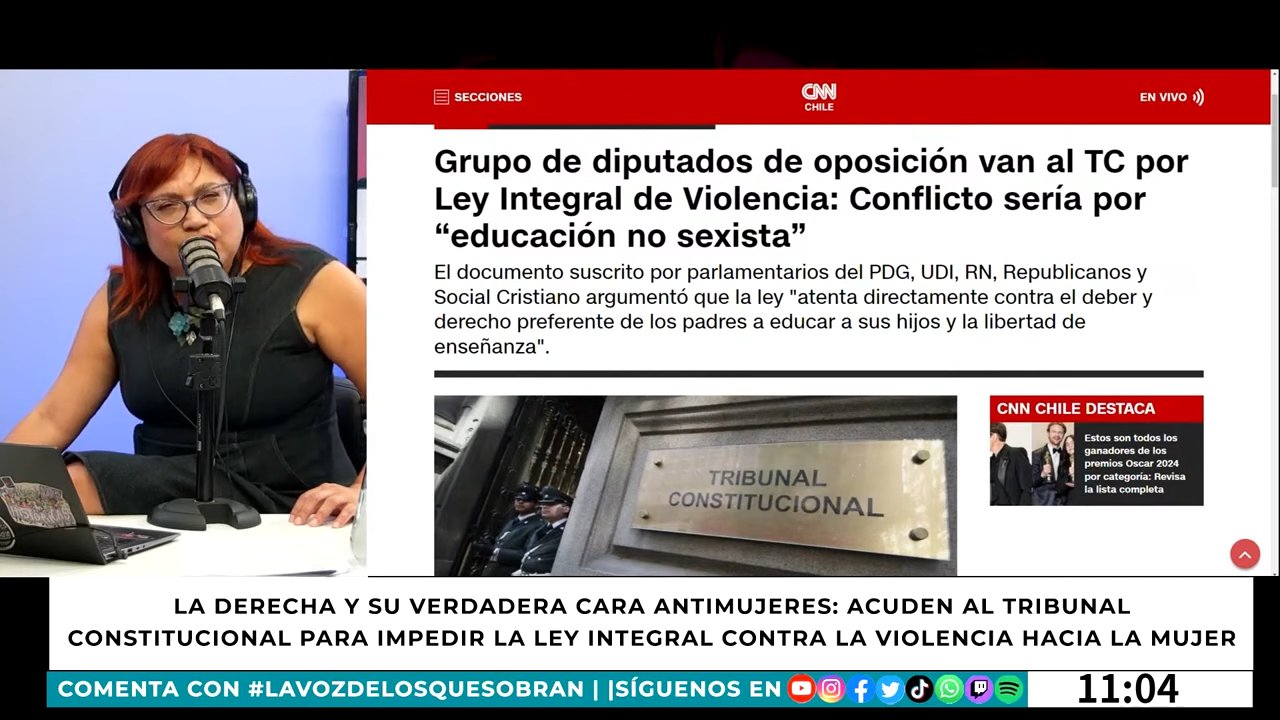 SECCIONES
CNN
CHILE
EN VIVO
Grupo de diputados de oposición van al TC por
Ley Integral de Violencia: Conflicto sería por
“educación no sexista”
El documento suscrito por parlamentarios del PDG, UDI, RN, Republicanos y
Social Cristiano argumentó que la ley "atenta directamente contra el deber y
derecho preferente de los padres a educar a sus hijos y la libertad de
enseñanza".
TRIBUNAL
CONSTITUCIONAL
CNN CHILE DESTACA
Estos son todos los
ganadores de los
premios Oscar 2024
por categoría: Revisa
la lista completa
LA DERECHA Y SU VERDADERA CARA ANTIMUJERES: ACUDEN AL TRIBUNAL
CONSTITUCIONAL PARA IMPEDIR LA LEY INTEGRAL CONTRA LA VIOLENCIA HACIA LA MUJER
COMENTA CON #LAVOZDELOSQUESOBRAN | |SÍGUENOS EN
11:04